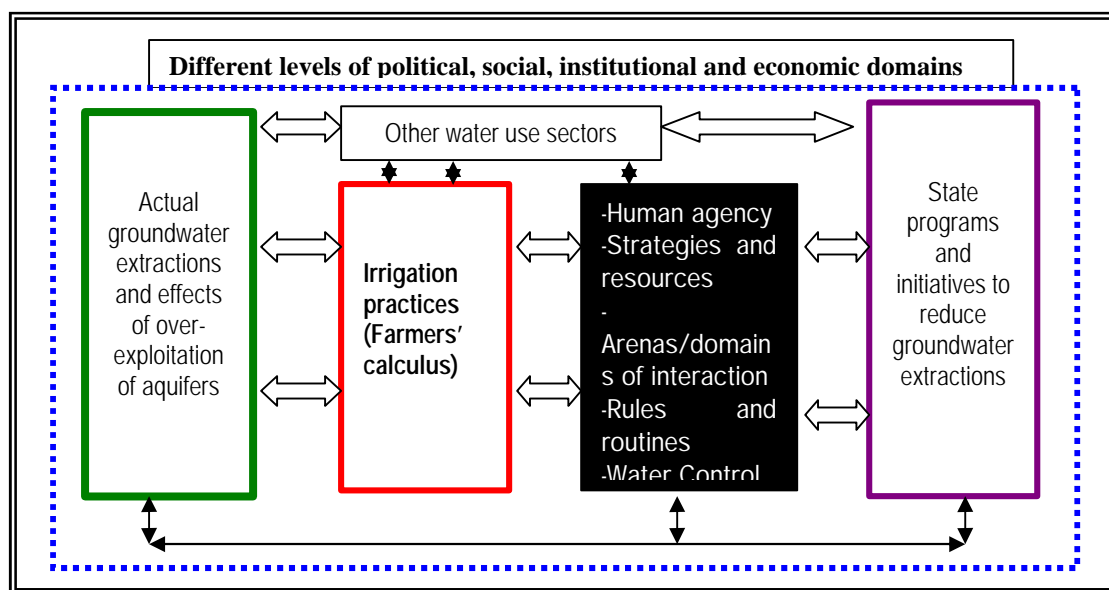 Different levels of political, social, institutional and economic domains
Other water use sectors
Actual
groundwater
extractions
and effects
of over-
exploitation
of aquifers
Irrigation
practices
(Farmers'
calculus)
-Human agency
-Strategies and
resources
-
Arenas/domain
s of interaction
-Rules and
routines
-Water Control
State
programs
and
initiatives to
reduce
groundwater
extractions